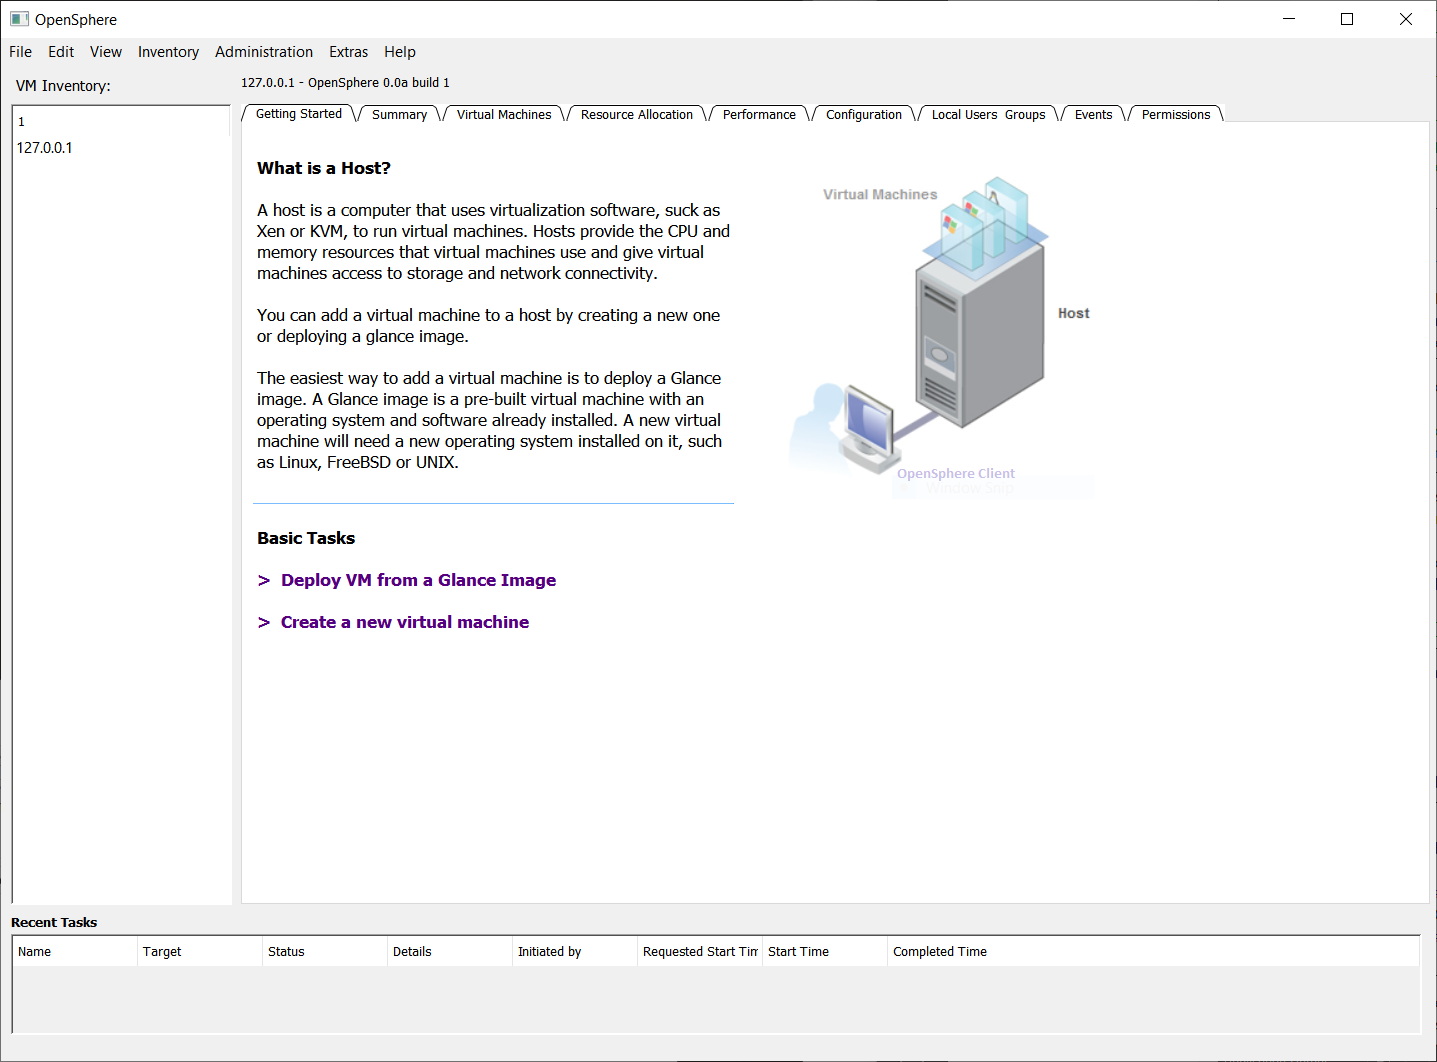 OpenSphere
File Edit View Inventory Administration Extras Help
VM Inventory:
127.0.0.1 - OpenSphere 0.0a build 1
1
127.0.0.1
Getting Started Summary Virtual Machines Resource Allocation Performance Configuration Local Users Groups Events Permissions
What is a Host?
A host is a computer that uses virtualization software, suck as
Xen or KVM, to run virtual machines. Hosts provide the CPU and
memory resources that virtual machines use and give virtual
machines access to storage and network connectivity.
You can add a virtual machine to a host by creating a new one
or deploying a glance image.
The easiest way to add a virtual machine is to deploy a Glance
image. A Glance image is a pre-built virtual machine with an
operating system and software already installed. A new virtual
machine will need a new operating system installed on it, such
as Linux, FreeBSD or UNIX.
Virtual Machines
Host
OpenSphere Client
Window Snip
Basic Tasks
> Deploy VM from a Glance Image
> Create a new virtual machine
Recent Tasks
Name Target Status Details Initiated by Requested Start Tim Start Time Completed Time